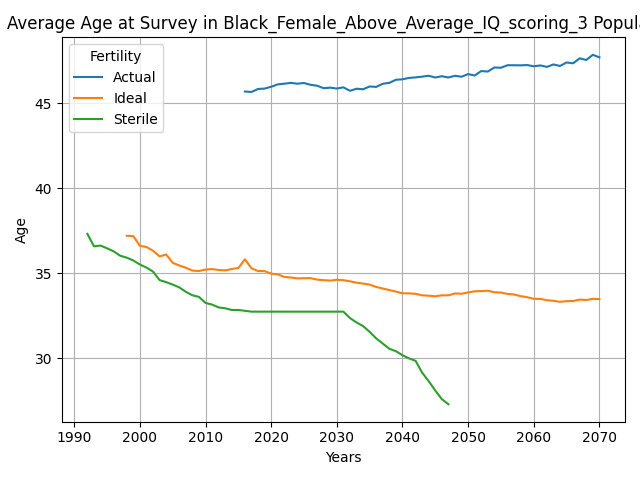 Average Age at Survey in Black_Female_Above_Average_IQ_scoring_3 Popul
Fertility
Actual
Ideal
Sterile
45
40
35
30
Age
1990 2000 2010 2020 2030 2040 2050 2060 2070
Years